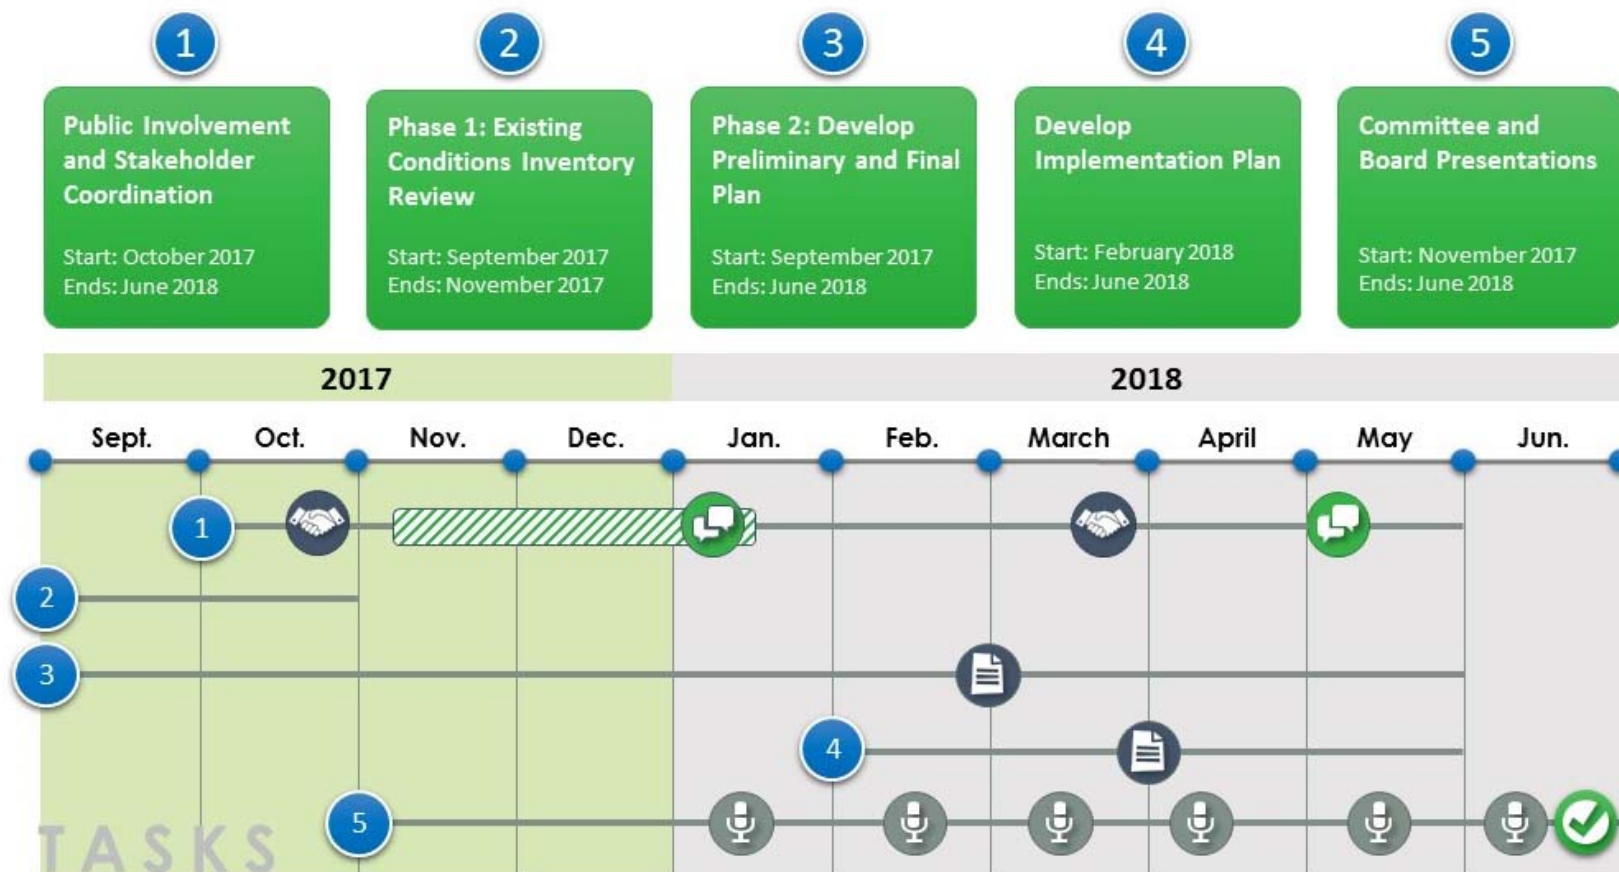 1
2
3
4
5
Public Involvement
and Stakeholder
Coordination
Start: October 2017
Ends: June 2018
Phase 1: Existing
Conditions Inventory
Review
Start: September 2017
Ends: November 2017
Phase 2: Develop
Preliminary and Final
Plan
Start: September 2017
Ends: June 2018
Develop
Implementation Plan
Start: February 2018
Ends: June 2018
Committee and
Board Presentations
Start: November 2017
Ends: June 2018
2017
2018
Sept.
Oct.
Nov.
Dec.
Jan.
Feb.
March
April
May
Jun.
1
2
3
4
5
TASKS